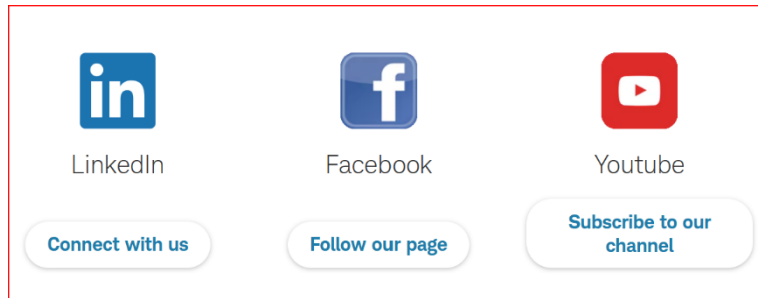 in
f
LinkedIn
Facebook
Youtube
Connect with us
Follow our page
Subscribe to our
channel